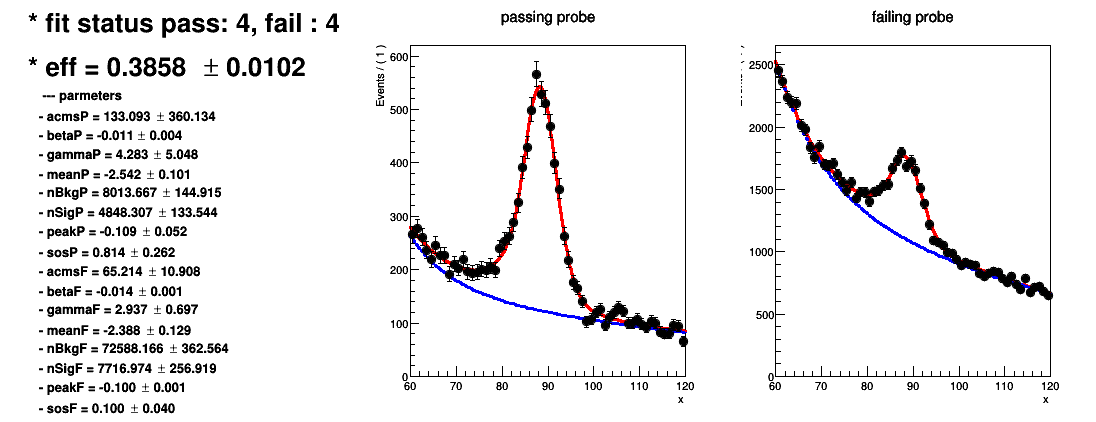 * fit status pass: 4, fail : 4
* eff = 0.3858 ± 0.0102
--- parmeters
- acmsP = 133.093 ± 360.134
- betaP = -0.011 ± 0.004
- gammaP = 4.283 ± 5.048
- meanP = -2.542 ± 0.101
- nBkgP = 8013.667 ± 144.915
- nSigP = 4848.307 ± 133.544
- peakP = -0.109 ± 0.052
- sosP = 0.814 ± 0.262
- acmsF = 65.214 ± 10.908
- betaF = -0.014 ± 0.001
- gammaF = 2.937 ± 0.697
- meanF = -2.388 ± 0.129
- nBkgF = 72588.166 ± 362.564
- nSigF = 7716.974 ± 256.919
- peakF = -0.100 ± 0.001
- sosF = 0.100 ± 0.040
passing probe
Events / ( 1 )
600
500
400
300
200
100
0
60 70 80 90 100 110 120
x
failing probe
2500
2000
1500
1000
500
0
60 70 80 90 100 110 120
x